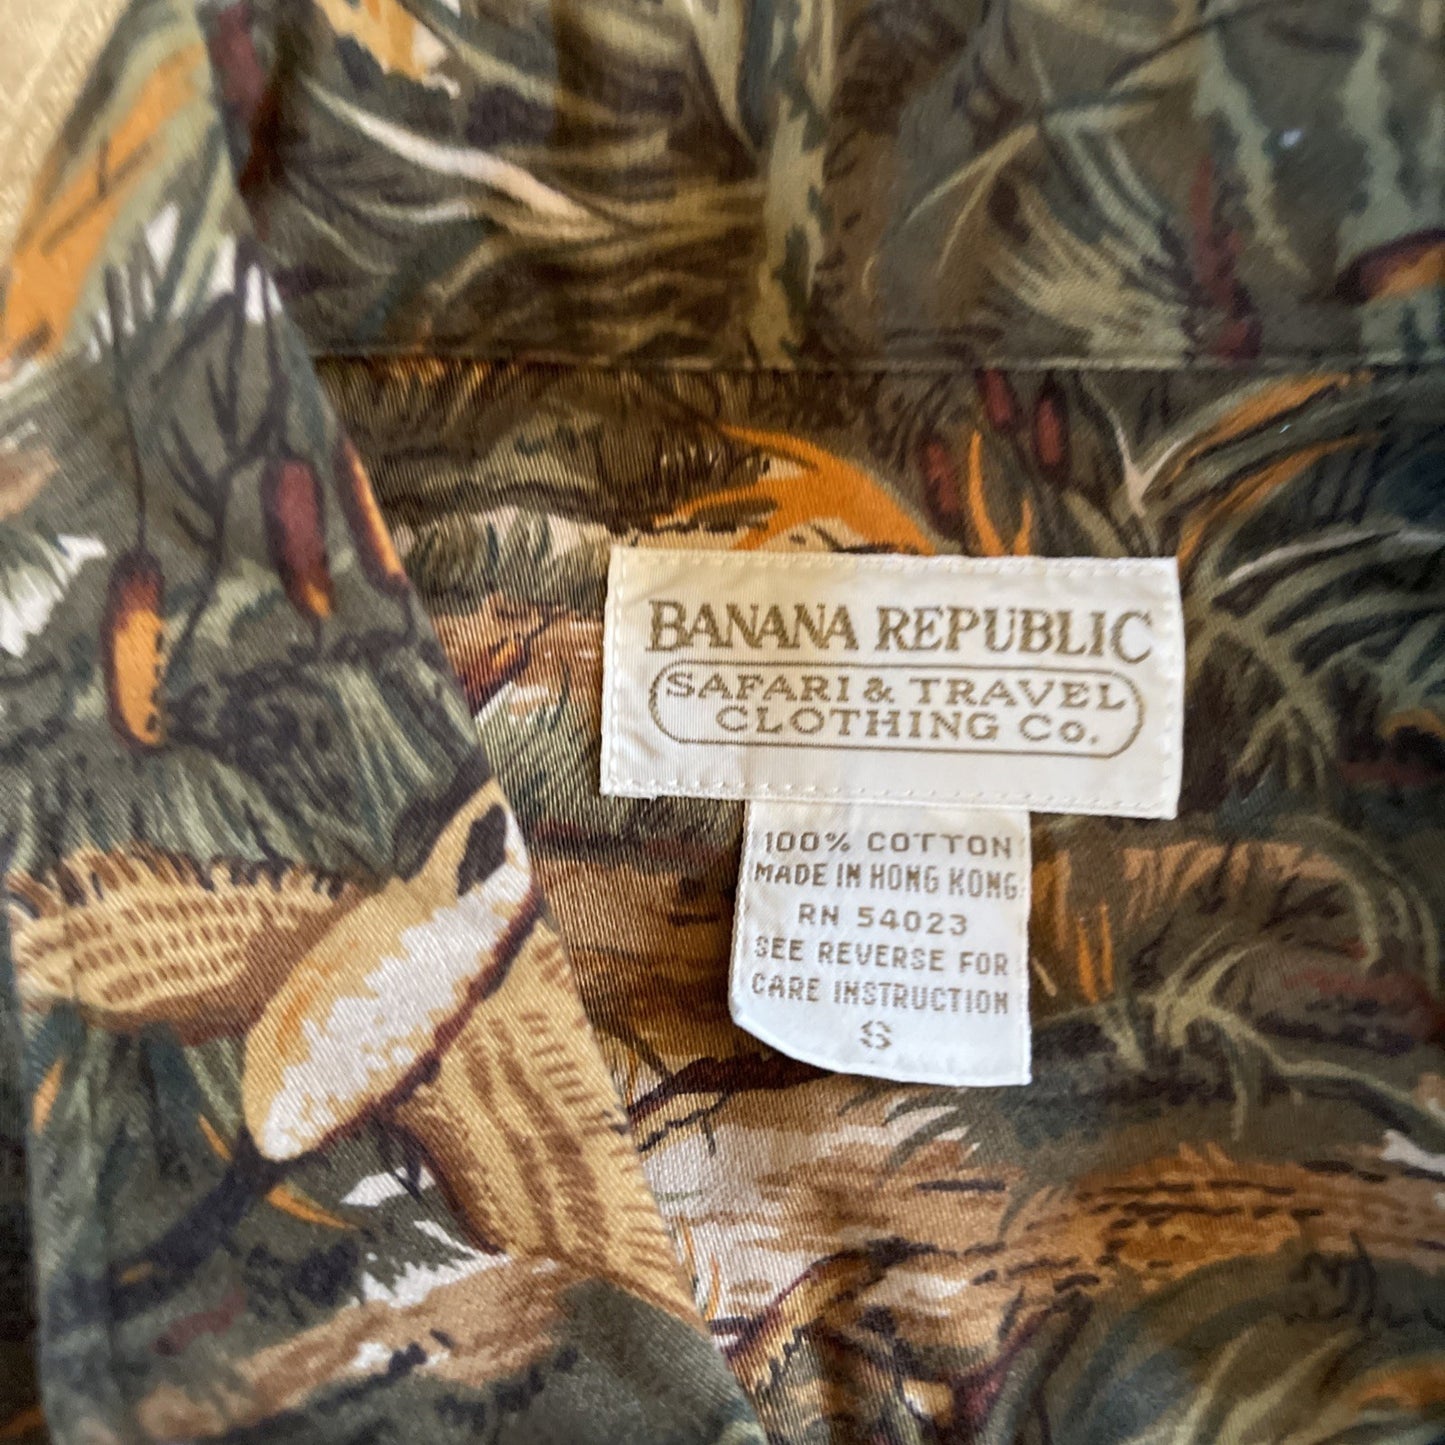 BANANA REPUBLIC
SAFARI & TRAVEL
CLOTHING Co.
100% COTTON
MADE IN HONG KONG
RN 54023
SEE REVERSE FOR
CARE INSTRUCTION
S